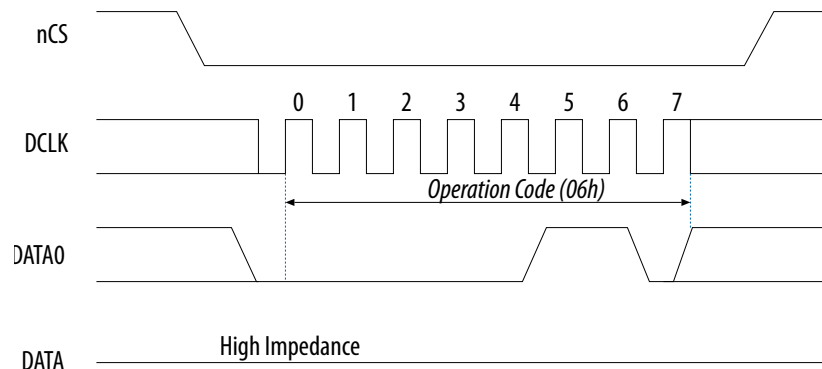 nCS
0 1 2 3 4 5 6 7
DCLK
Operation Code (06h)
DATA0
High Impedance
DATA